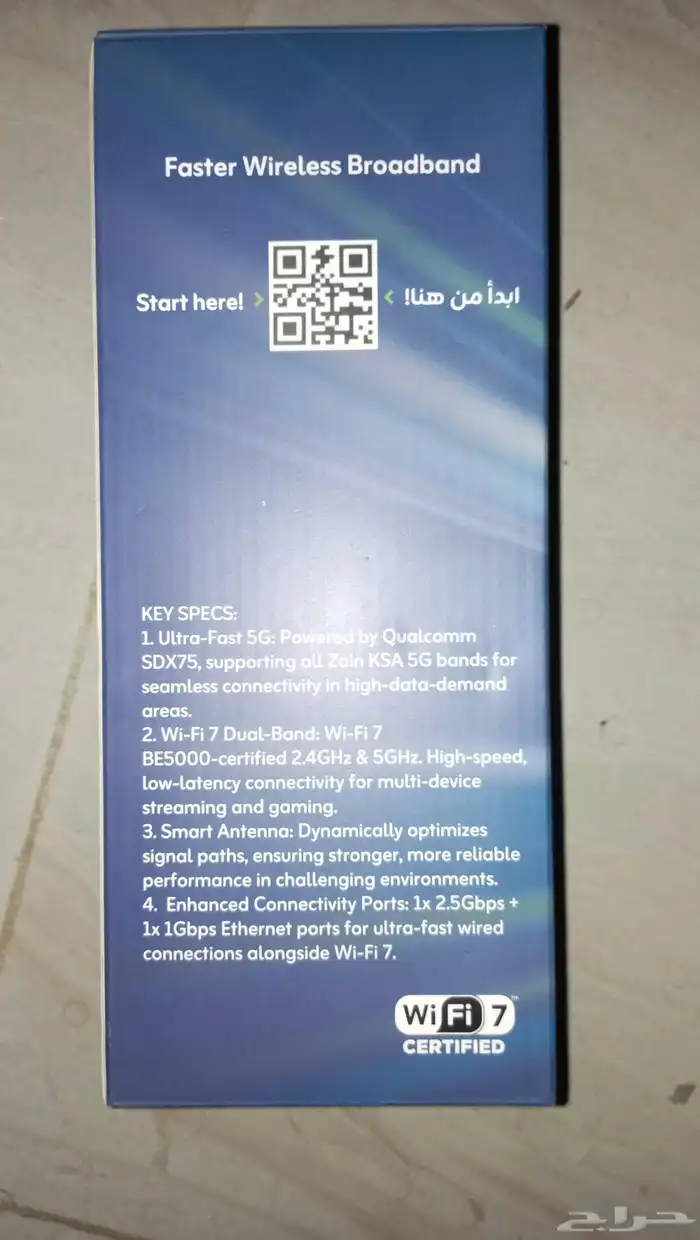 Faster Wireless Broadband
Start here! > < ابدأ من هنا!
KEY SPECS:
1. Ultra-Fast 5G: Powered by Qualcomm
SDX75, supporting all Zain KSA 5G bands for
seamless connectivity in high-data-demand
areas.
2. Wi-Fi 7 Dual-Band: Wi-Fi 7
BE5000-certified 2.4GHz & 5GHz. High-speed,
low-latency connectivity for multi-device
streaming and gaming.
3. Smart Antenna: Dynamically optimizes
signal paths, ensuring stronger, more reliable
performance in challenging environments.
4. Enhanced Connectivity Ports: 1x 2.5Gbps +
1x 1Gbps Ethernet ports for ultra-fast wired
connections alongside Wi-Fi 7.
WiFi 7™
CERTIFIED
حراج